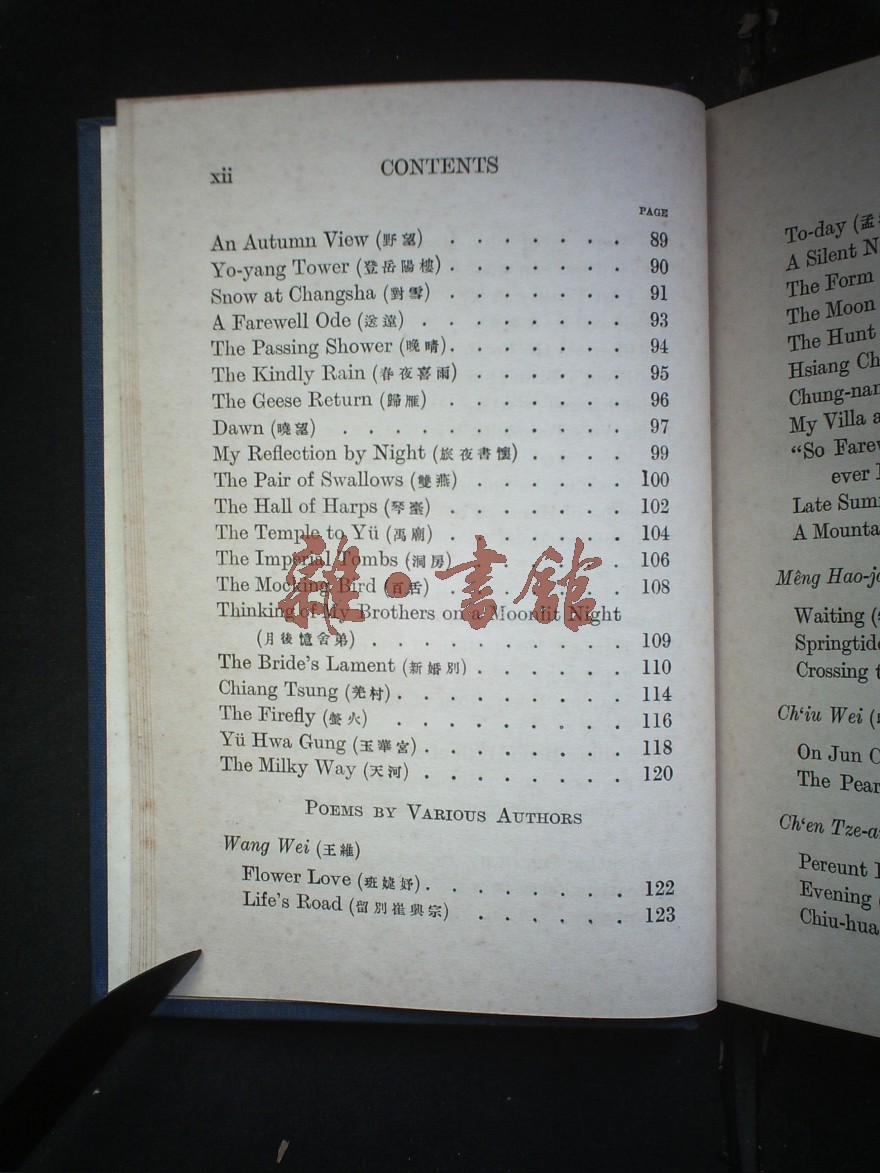 xii CONTENTS
PAGE
An Autumn View (野望) . . . . . . . 89
Yo-yang Tower (登岳陽樓) . . . . . . . 90
Snow at Changsha (對雪) . . . . . . . 91
A Farewell Ode (送遠) . . . . . . . . 93
The Passing Shower (晚晴) . . . . . . . 94
The Kindly Rain (春夜喜雨) . . . . . . 95
The Geese Return (歸雁) . . . . . . . 96
Dawn (曉望) . . . . . . . . . . 97
My Reflection by Night (旅夜書懷) . . . . 99
The Pair of Swallows (雙燕) . . . . . . 100
The Hall of Harps (琴臺) . . . . . . . 102
The Temple to Yü (禹廟) . . . . . . . 104
The Imperial Tombs (洞房) . . . . . . 106
The Mocking Bird (百舌) . . . . . . . 108
Thinking of My Brothers on a Moonlit Night
(月後憶舍弟) . . . . . . . . . 109
The Bride's Lament (新婚別) . . . . . . 110
Chiang Tsung (羌村) . . . . . . . . 114
The Firefly (螢火) . . . . . . . . 116
Yü Hwa Gung (玉華宮) . . . . . . . 118
The Milky Way (天河) . . . . . . . . 120
POEMS BY VARIOUS AUTHORS
Wang Wei (王維)
Flower Love (班婕妤) . . . . . . . . 122
Life's Road (留別崔興宗) . . . . . . 123
雜·書館
To-day (孟
A Silent N
The Form
The Moon
The Hunt
Hsiang Ch
Chung-nan
My Villa a
"So Farew
ever
Late Summ
A Mounta
Mêng Hao-j
Waiting
Springtide
Crossing t
Ch'iu Wei
On Jun C
The Pear
Ch'en Tze-a
Pereunt
Evening
Chiu-hua